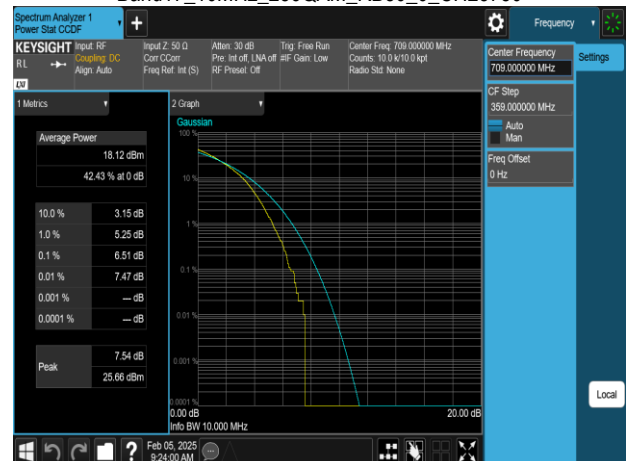 Spectrum Analyzer 1
Power Stat CCDF
Frequency
KEYSIGHT
RL
LXI
Input: RF
Coupling: DC
Align: Auto
Input Z: 50 Ω
Corr CCorr
Freq Ref: Int (S)
Atten: 30 dB
Pre: Int off, LNA off
RF Preset: Off
Trig: Free Run
#IF Gain: Low
Center Freq: 709.000000 MHz
Counts: 10.0 k/10.0 kpt
Radio Std: None
Center Frequency
709.000000 MHz
Settings
CF Step
359.000000 MHz
Auto
Man
Freq Offset
0 Hz
1 Metrics
Average Power
18.12 dBm
42.43 % at 0 dB
10.0 % 3.15 dB
1.0 % 5.25 dB
0.1 % 6.51 dB
0.01 % 7.47 dB
0.001 % --- dB
0.0001 % --- dB
Peak
7.54 dB
25.66 dBm
2 Graph
Gaussian
100 %
10 %
1 %
0.1 %
0.01 %
0.001 %
0.0001 %
0.00 dB
20.00 dB
Info BW 10.000 MHz
Local
?
Feb 05, 2025
9:24:00 AM